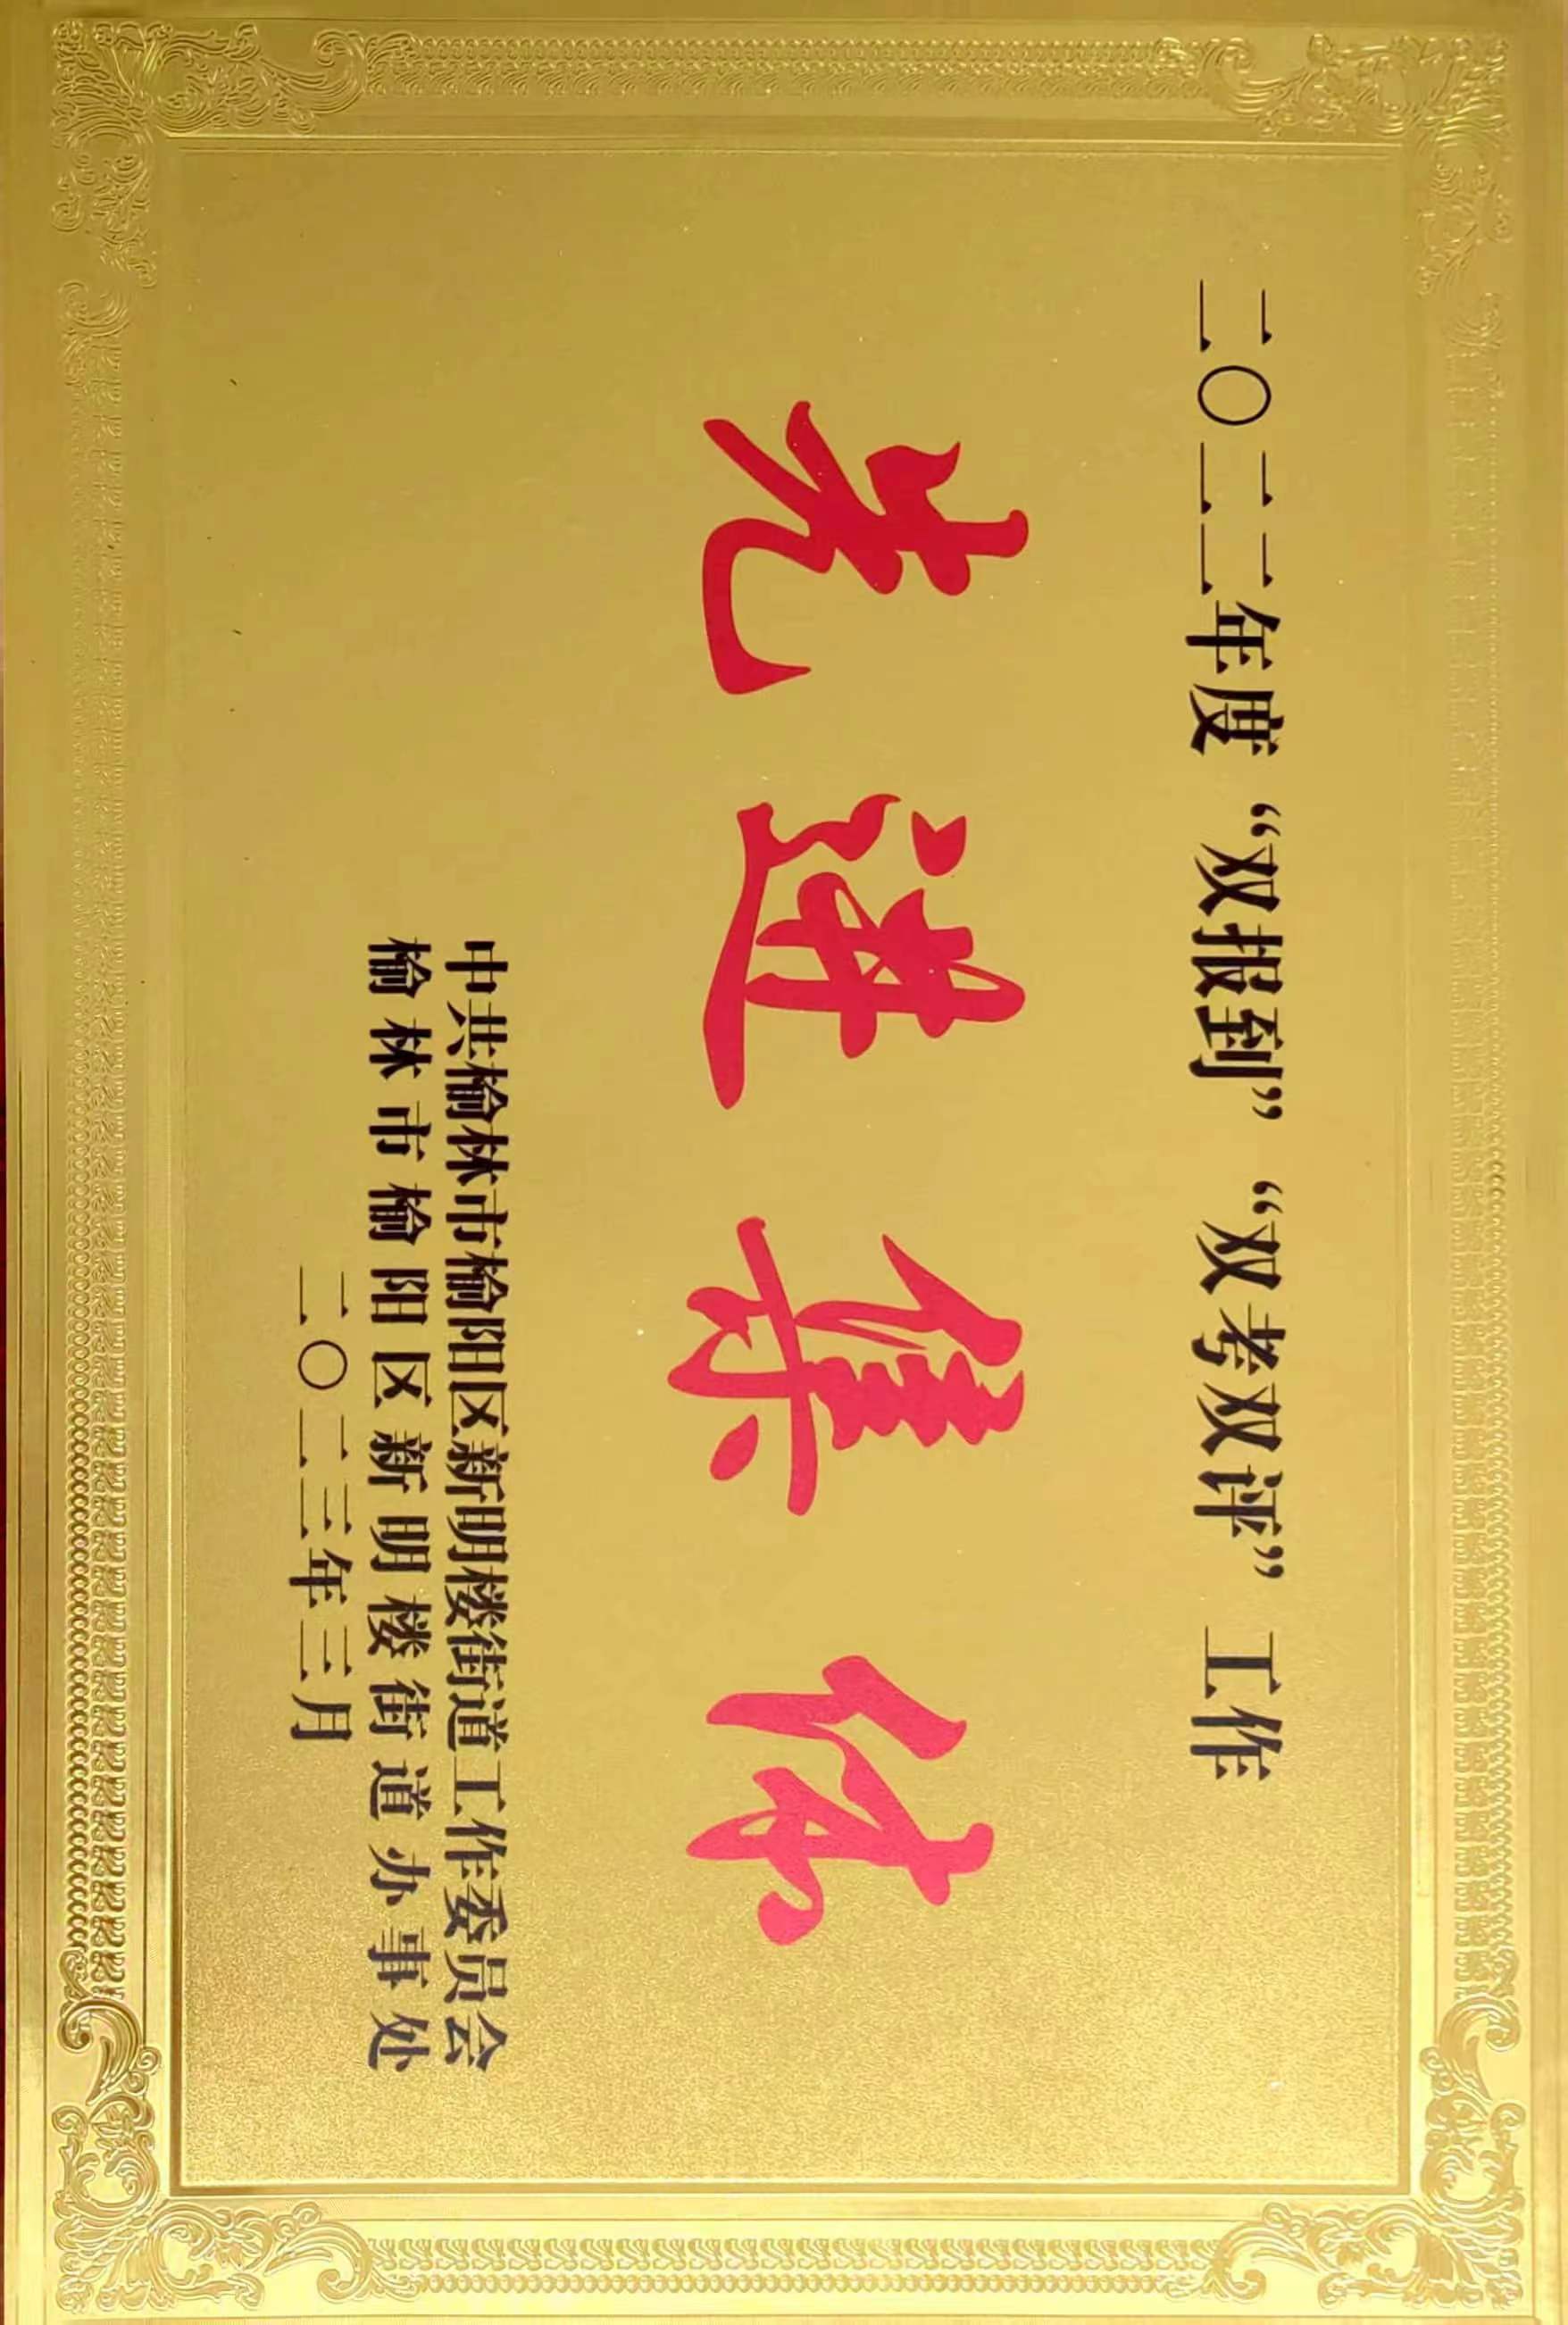 二〇二二年度“双报到”“双考双评”工作
先进集体
中共榆林市榆阳区新明楼街道工作委员会
榆林市榆阳区新明楼街道办事处
二〇二三年三月